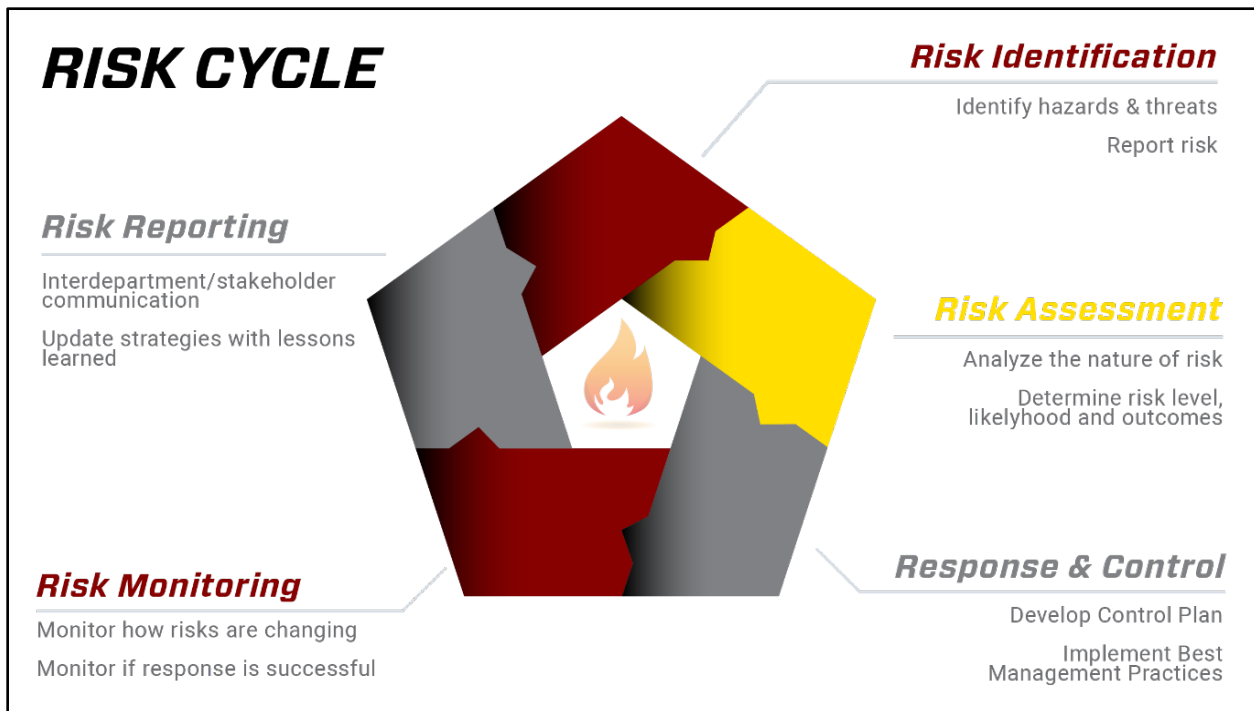 RISK CYCLE
Risk Identification
Identify hazards & threats
Report risk
Risk Assessment
Analyze the nature of risk
Determine risk level,
likelyhood and outcomes
Response & Control
Develop Control Plan
Implement Best
Management Practices
Risk Monitoring
Monitor how risks are changing
Monitor if response is successful
Risk Reporting
Interdepartment/stakeholder
communication
Update strategies with lessons
learned